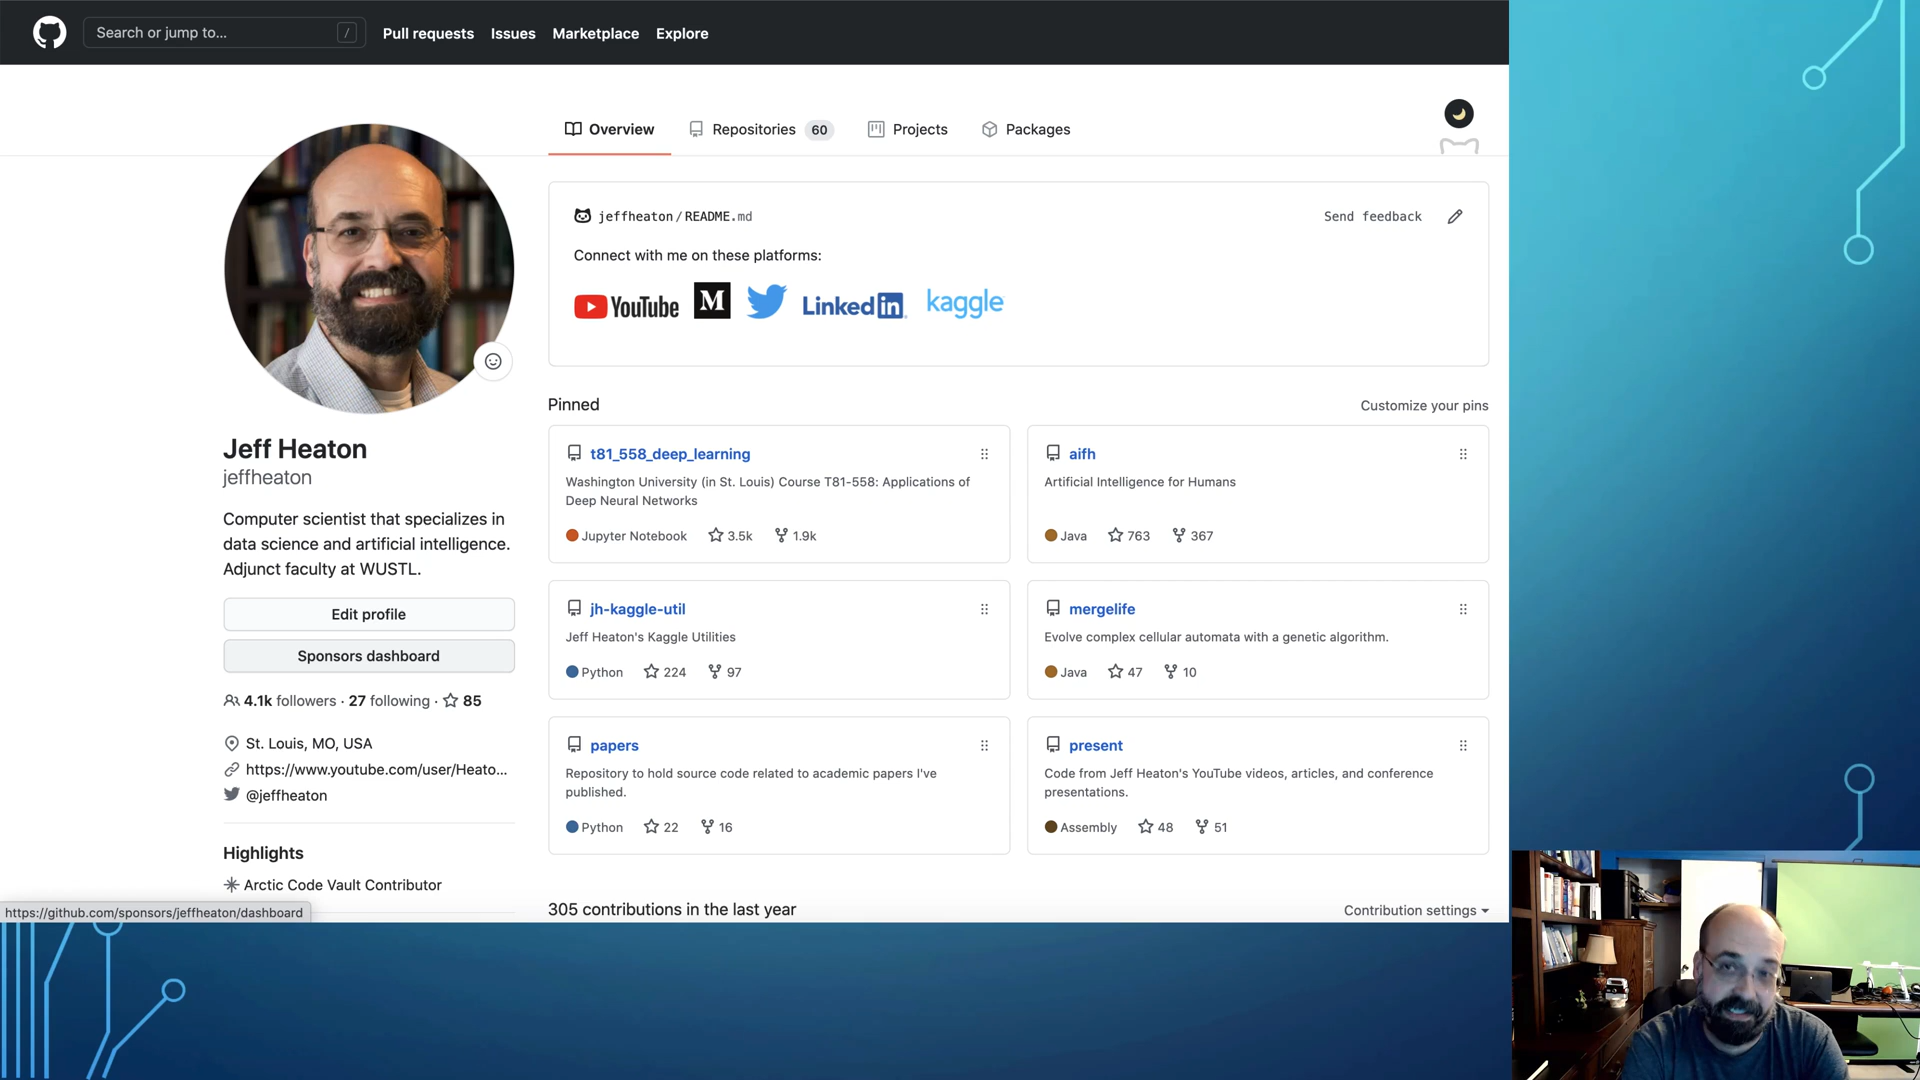 Search or jump to... /
Pull requests
Issues
Marketplace
Explore
Overview
Repositories 60
Projects
Packages
jeffheaton/README.md
Send feedback
Connect with me on these platforms:
YouTube
M
Linkedin
kaggle
Jeff Heaton
jeffheaton
Computer scientist that specializes in
data science and artificial intelligence.
Adjunct faculty at WUSTL.
Edit profile
Sponsors dashboard
4.1k followers · 27 following · 85
St. Louis, MO, USA
https://www.youtube.com/user/Heato...
@jeffheaton
Highlights
Arctic Code Vault Contributor
https://github.com/sponsors/jeffheaton/dashboard
Pinned
Customize your pins
t81_558_deep_learning
Washington University (in St. Louis) Course T81-558: Applications of
Deep Neural Networks
Jupyter Notebook 3.5k 1.9k
aifh
Artificial Intelligence for Humans
Java 763 367
jh-kaggle-util
Jeff Heaton's Kaggle Utilities
Python 224 97
mergelife
Evolve complex cellular automata with a genetic algorithm.
Java 47 10
papers
Repository to hold source code related to academic papers I've
published.
Python 22 16
present
Code from Jeff Heaton's YouTube videos, articles, and conference
presentations.
Assembly 48 51
305 contributions in the last year
Contribution settings